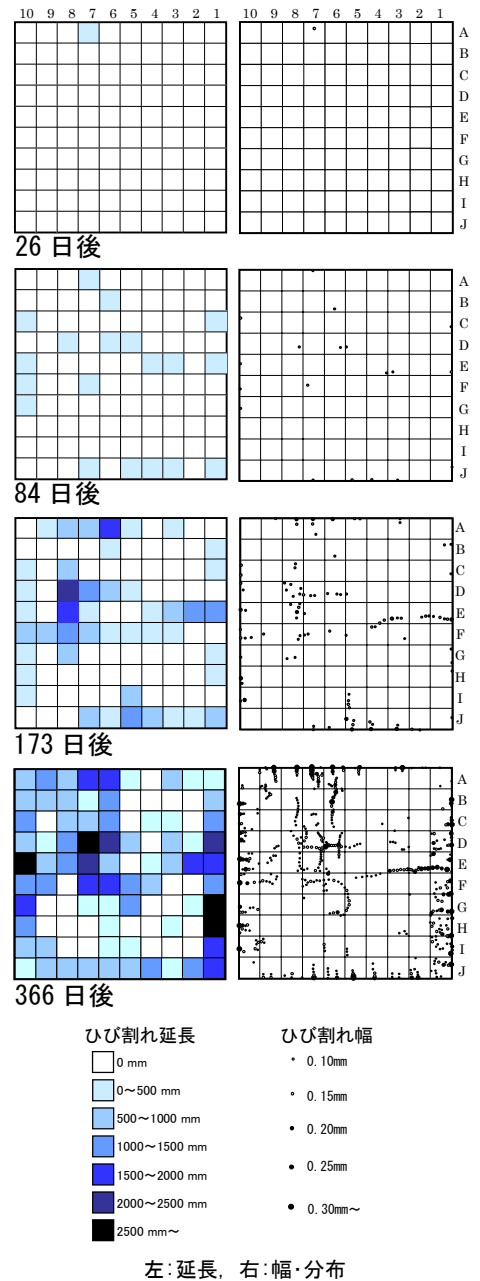 10 9 8 7 6 5 4 3 2 1 10 9 8 7 6 5 4 3 2 1
A
B
C
D
E
F
G
H
I
J
26 日後
A
B
C
D
E
F
G
H
I
J
84 日後
A
B
C
D
E
F
G
H
I
J
173 日後
A
B
C
D
E
F
G
H
I
J
366 日後
ひび割れ延長
0 mm
0～500 mm
500～1000 mm
1000～1500 mm
1500～2000 mm
2000～2500 mm
2500 mm～
ひび割れ幅
0.10mm
0.15mm
0.20mm
0.25mm
0.30mm～
左:延長, 右:幅・分布